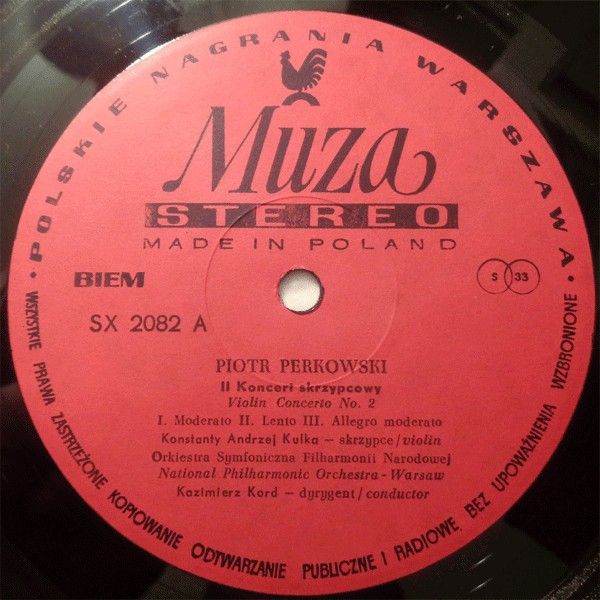 • POLSKIE NAGRANIA WARSZAWA •
Muza
STEREO
MADE IN POLAND
BIEM
S 33
SX 2082 A
PIOTR PERKOWSKI
II Koncert skrzypcowy
Violin Concerto No. 2
I. Moderato II. Lento III. Allegro moderato
Konstanty Andrzej Kulka — skrzypce/violin
Orkiestra Symfoniczna Filharmonii Narodowej
National Philharmonic Orchestra - Warsaw
Kazimierz Kord — dyrygent/conductor
WSZYSTKIE PRAWA ZASTRZEŻONE KOPIOWANIE ODTWARZANIE PUBLICZNE I RADIOWE BEZ UPOWAŻNIENIA WZBRONIONE